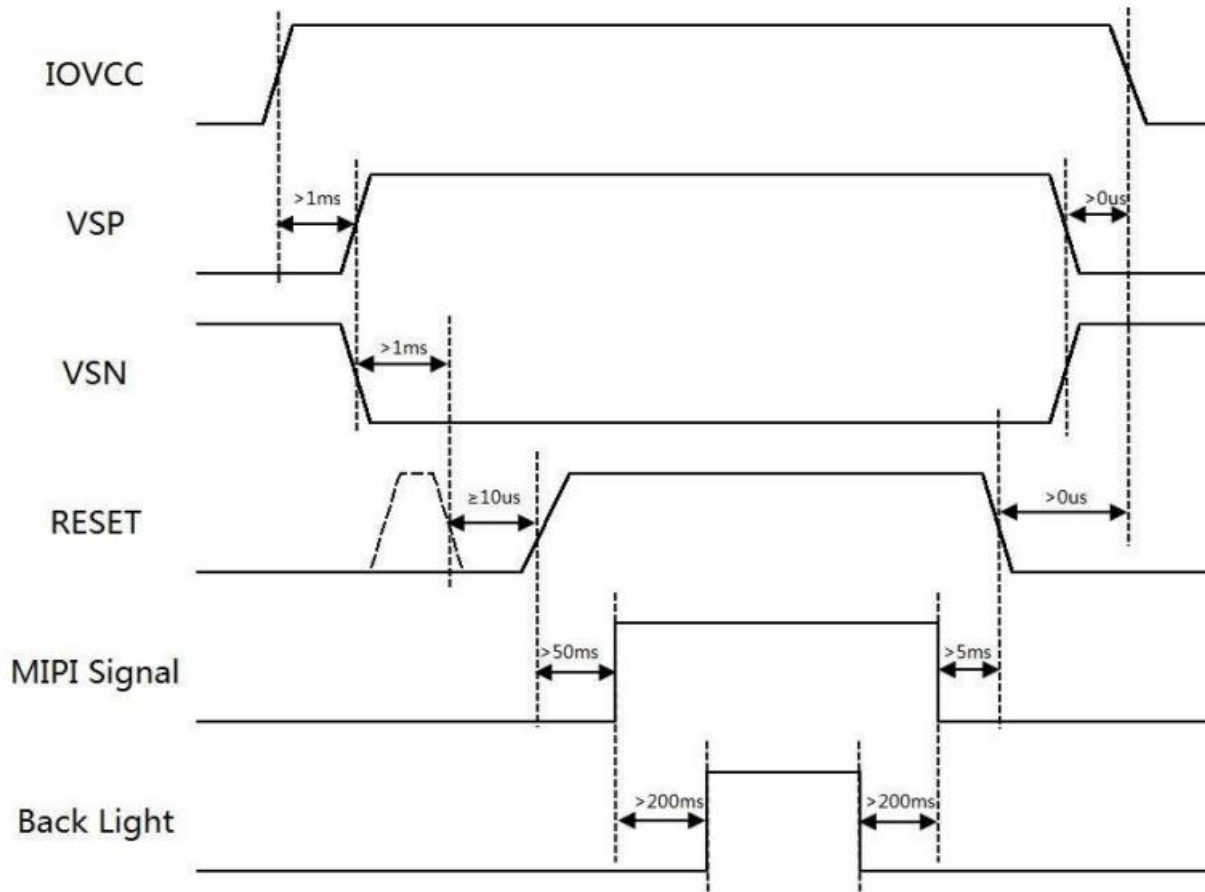 IOVCC
>1ms
VSP
>0us
>1ms
VSN
≥10us
RESET
>0us
>50ms
MIPI Signal
>5ms
>200ms
>200ms
Back Light